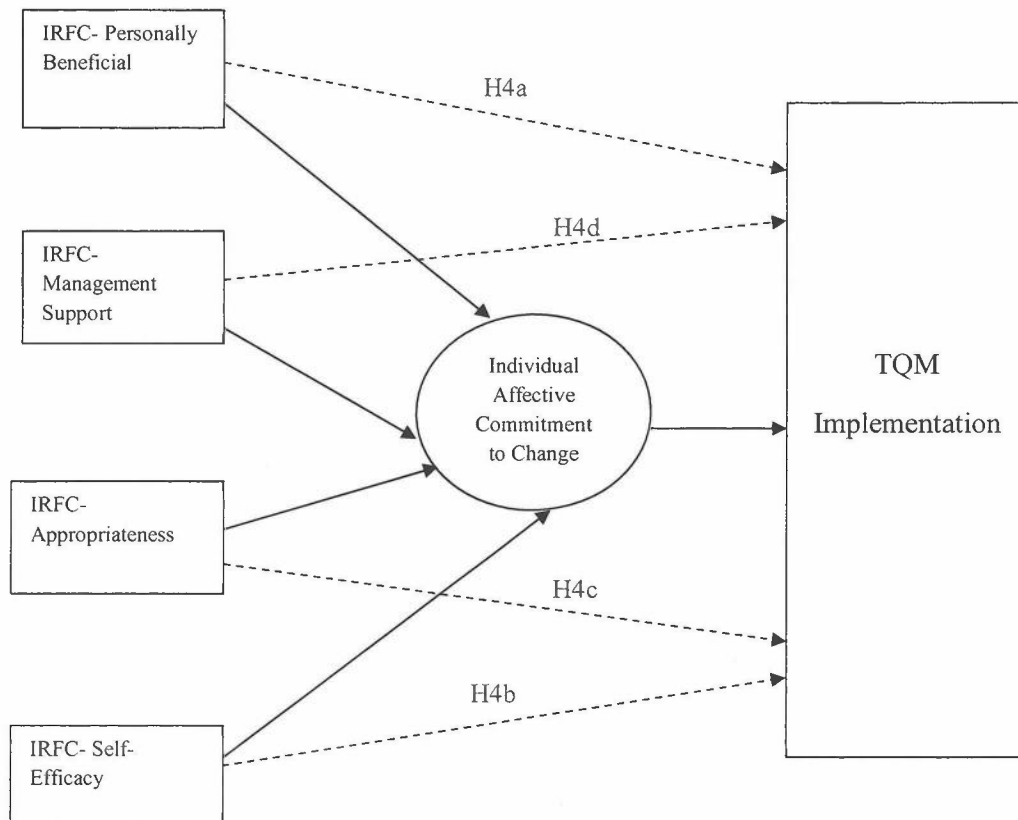 IRFC- Personally
Beneficial
H4a
IRFC-
Management
Support
H4d
Individual
Affective
Commitment
to Change
TQM
Implementation
IRFC-
Appropriateness
H4c
IRFC- Self-
Efficacy
H4b